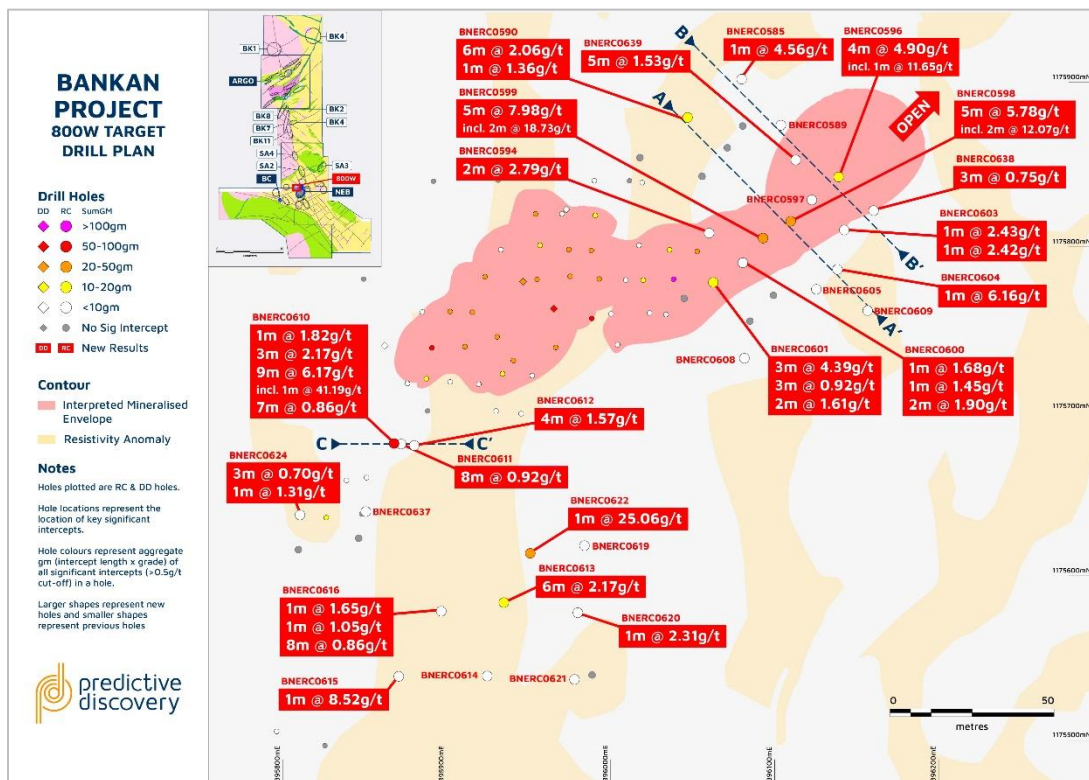 BANKAN
PROJECT
800W TARGET
DRILL PLAN
Drill Holes
DD RC SumGM
>100gm
50-100gm
20-50gm
10-20gm
<10gm
No Sig Intercept
DD RC New Results
Contour
Interpreted Mineralised
Envelope
Resistivity Anomaly
Notes
Holes plotted are RC & DD holes.
Hole locations represent the
location of key significant
intercepts.
Hole colours represent aggregate
gm (intercept length x grade) of
all significant intercepts (>0.5g/t
cut-off) in a hole.
Larger shapes represent new
holes and smaller shapes
represent previous holes
predictive
discovery
BK1
BK4
ARGO
BK2
BK8
BK4
BK7
BK11
SA4
SA2
SA3
BC
800W
NEB
BNERC0590
6m @ 2.06g/t
1m @ 1.36g/t
BNERC0639
5m @ 1.53g/t
BNERC0585
1m @ 4.56g/t
BNERC0596
4m @ 4.90g/t
incl. 1m @ 11.65g/t
BNERC0599
5m @ 7.98g/t
incl. 2m @ 18.73g/t
BNERC0598
5m @ 5.78g/t
incl. 2m @ 12.07g/t
BNERC0594
2m @ 2.79g/t
BNERC0589
BNERC0597
OPEN
A
B
A'
B'
BNERC0638
3m @ 0.75g/t
BNERC0603
1m @ 2.43g/t
1m @ 2.42g/t
BNERC0604
1m @ 6.16g/t
BNERC0605
BNERC0609
BNERC0608
BNERC0610
1m @ 1.82g/t
3m @ 2.17g/t
9m @ 6.17g/t
incl. 1m @ 41.19g/t
7m @ 0.86g/t
BNERC0601
3m @ 4.39g/t
3m @ 0.92g/t
2m @ 1.61g/t
BNERC0600
1m @ 1.68g/t
1m @ 1.45g/t
2m @ 1.90g/t
BNERC0612
4m @ 1.57g/t
C
C'
BNERC0611
8m @ 0.92g/t
BNERC0624
3m @ 0.70g/t
1m @ 1.31g/t
BNERC0637
BNERC0622
1m @ 25.06g/t
BNERC0619
BNERC0613
6m @ 2.17g/t
BNERC0616
1m @ 1.65g/t
1m @ 1.05g/t
8m @ 0.86g/t
BNERC0620
1m @ 2.31g/t
BNERC0615
1m @ 8.52g/t
BNERC0614
BNERC0621
0 50
metres